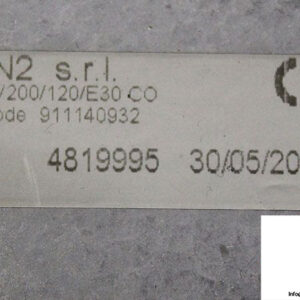 N2 s.r.l.
/200/120/E30 CO
ode 911140932
4819995 30/05/20